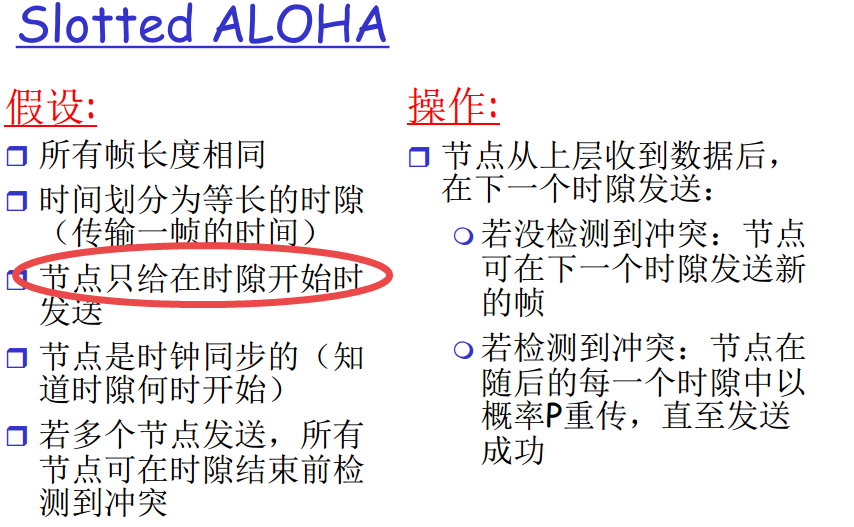 Slotted ALOHA
假设:
所有帧长度相同
时间划分为等长的时隙
（传输一帧的时间）
节点只给在时隙开始时
发送
节点是时钟同步的（知
道时隙何时开始）
若多个节点发送，所有
节点可在时隙结束前检
测到冲突
操作:
节点从上层收到数据后，
在下一个时隙发送：
若没检测到冲突：节点
可在下一个时隙发送新
的帧
若检测到冲突：节点在
随后的每一个时隙中以
概率P重传，直至发送
成功